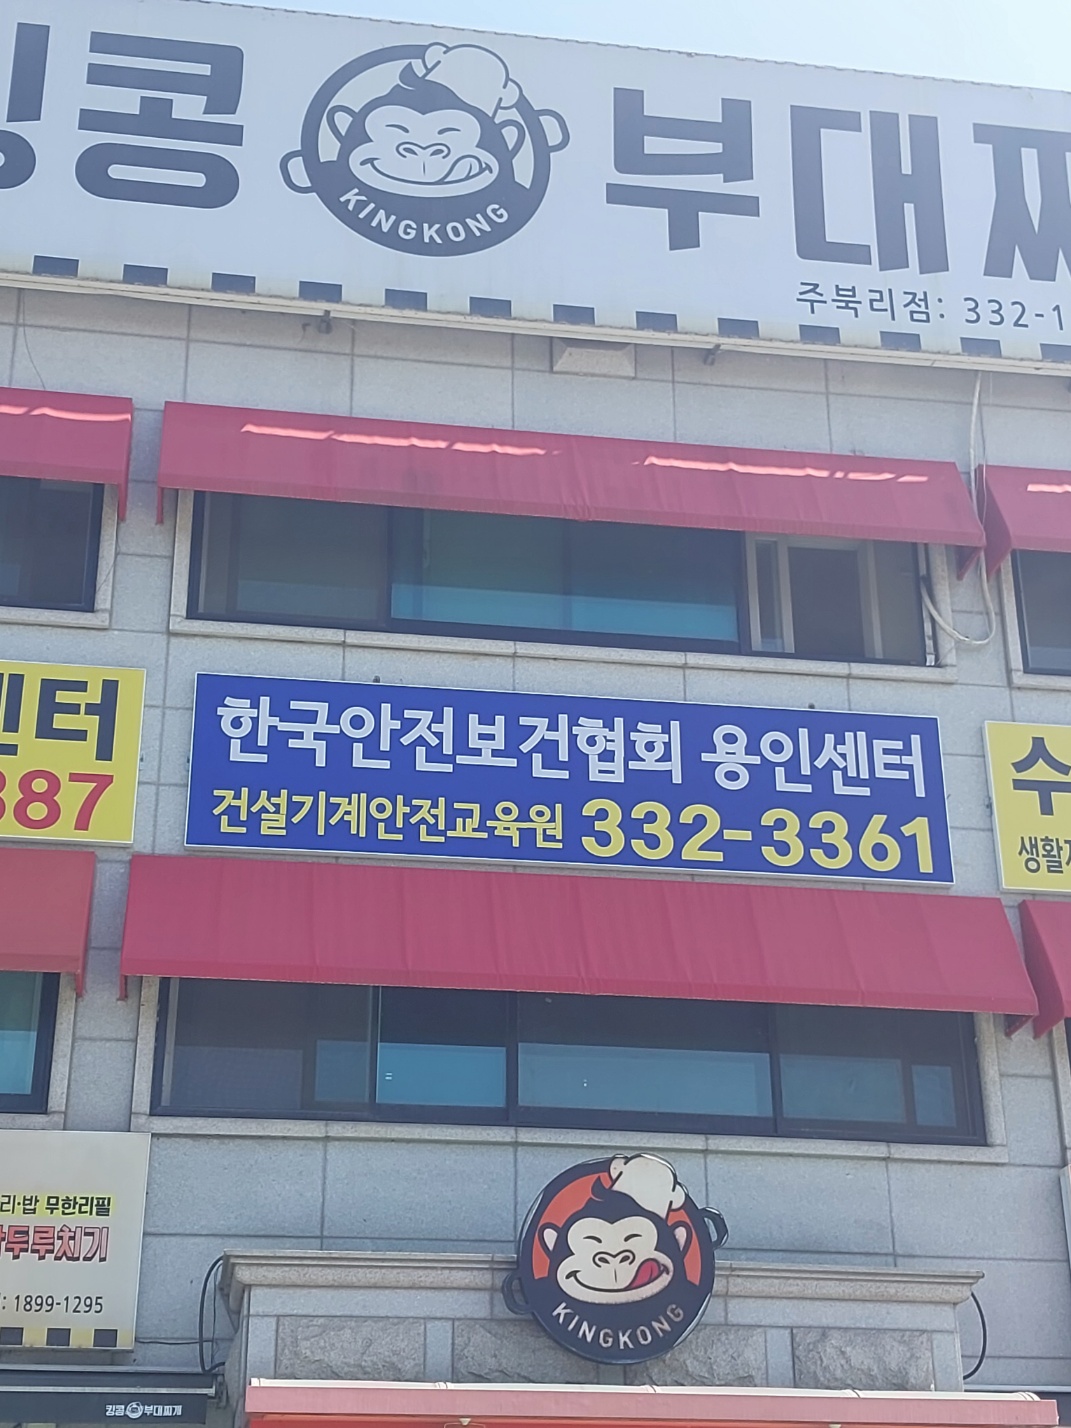 킹콩 부대찌
KINGKONG
주북리점: 332-1
센터
887
한국안전보건협회 용인센터
건설기계안전교육원 332-3361
수
생활
리·밥 무한리필
두루치기
: 1899-1295
KINGKONG
킹콩 부대찌개